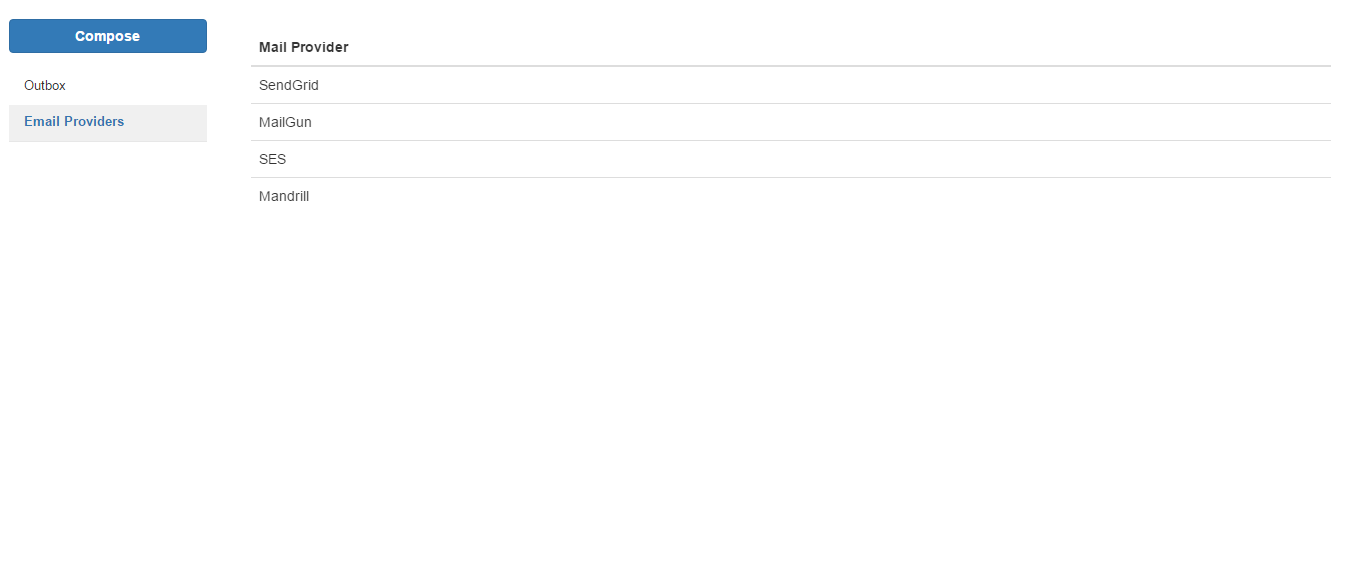 Compose
Outbox
Email Providers
Mail Provider
SendGrid
MailGun
SES
Mandrill